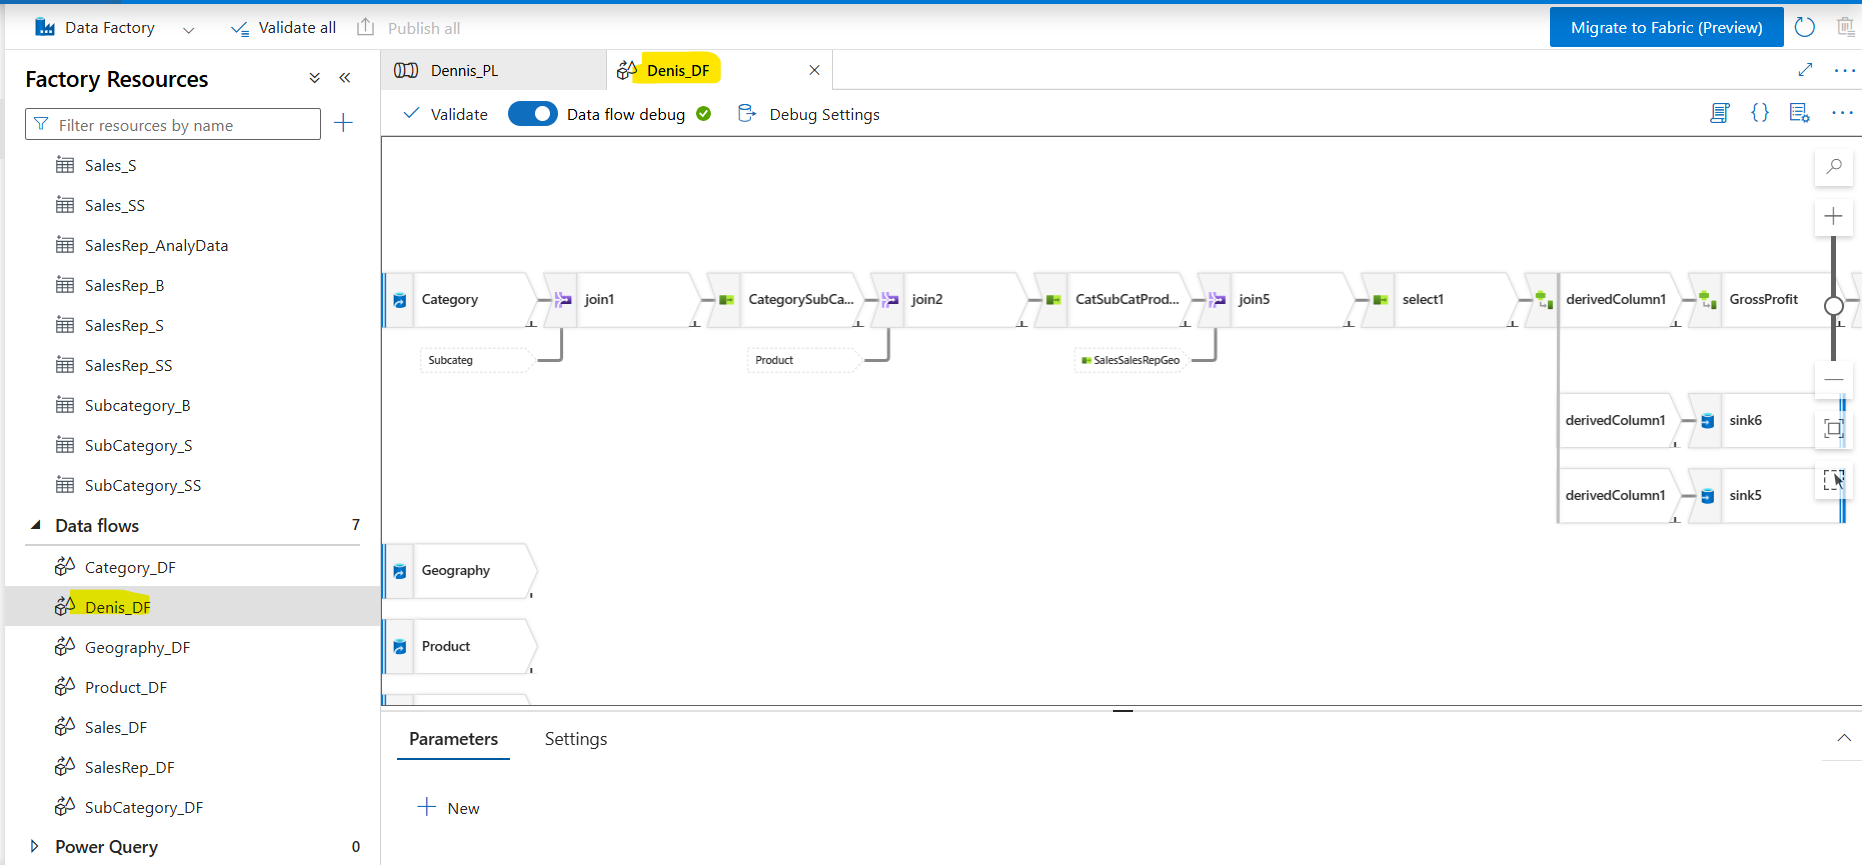 Data Factory
Validate all
Publish all
Migrate to Fabric (Preview)
Factory Resources
Filter resources by name
Sales_S
Sales_SS
SalesRep_AnalyData
SalesRep_B
SalesRep_S
SalesRep_SS
Subcategory_B
SubCategory_S
SubCategory_SS
Data flows 7
Category_DF
Denis_DF
Geography_DF
Product_DF
Sales_DF
SalesRep_DF
SubCategory_DF
Power Query 0
Dennis_PL
Denis_DF
Validate
Data flow debug
Debug Settings
Category
join1
CategorySubCa...
join2
CatSubCatProd...
join5
select1
derivedColumn1
GrossProfit
Subcateg
Product
SalesSalesRepGeo
derivedColumn1
sink6
derivedColumn1
sink5
Geography
Product
Parameters
Settings
New